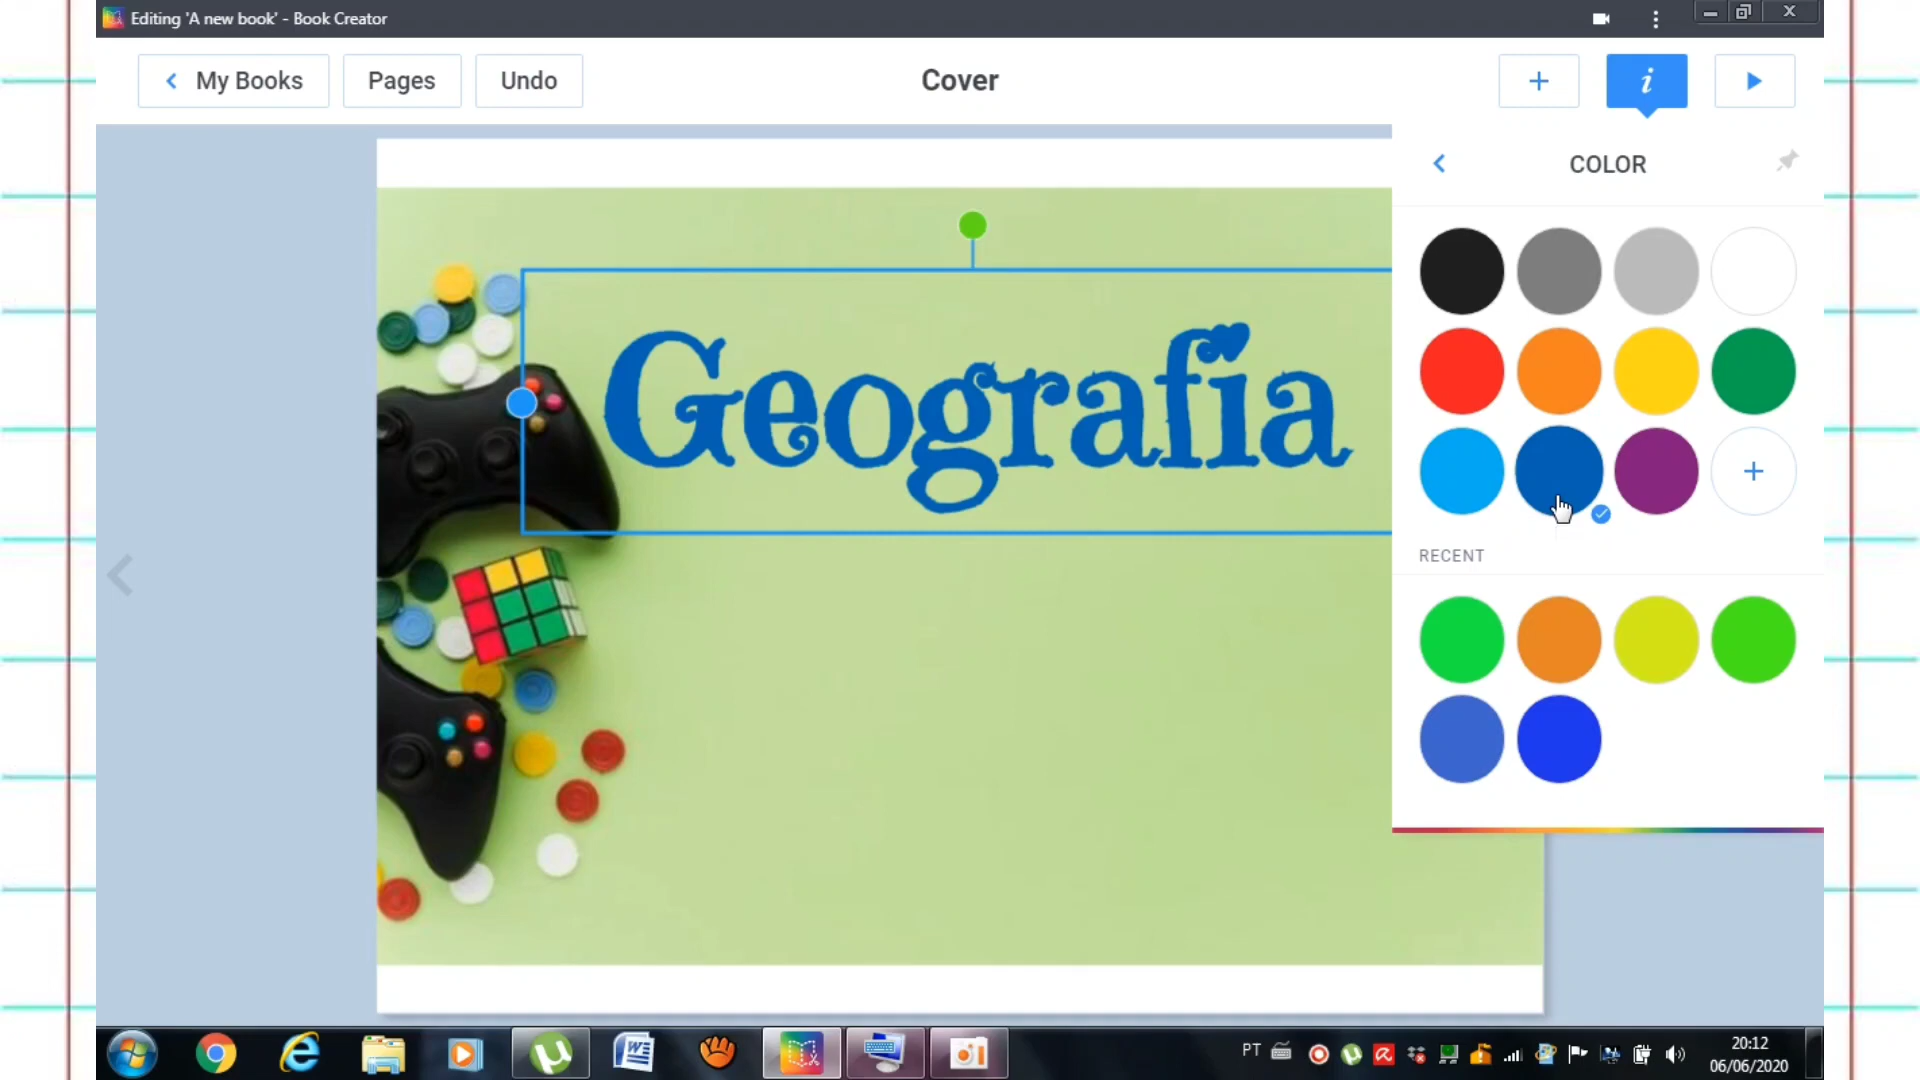 Editing 'A new book' - Book Creator
My Books
Pages
Undo
Cover
i
COLOR
Geografia
RECENT
PT
20:12
06/06/2020